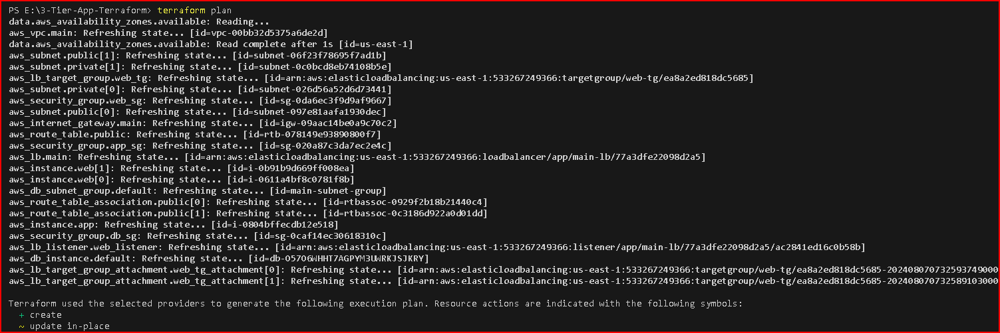 PS E:\3-Tier-App-Terraform> terraform plan
data.aws_availability_zones.available: Reading...
aws_vpc.main: Refreshing state... [id=vpc-00bb32d5375a6de2d]
data.aws_availability_zones.available: Read complete after 1s [id=us-east-1]
aws_subnet.public[1]: Refreshing state... [id=subnet-06f23f78695f7ad1b]
aws_subnet.private[1]: Refreshing state... [id=subnet-0c0bcd8eb74108b5e]
aws_lb_target_group.web_tg: Refreshing state... [id=arn:aws:elasticloadbalancing:us-east-1:533267249366:targetgroup/web-tg/ea8a2ed818dc5685]
aws_subnet.private[0]: Refreshing state... [id=subnet-026d56a52d6d73441]
aws_security_group.web_sg: Refreshing state... [id=sg-0da6ec3f9d9af9667]
aws_subnet.public[0]: Refreshing state... [id=subnet-097e81aafa1930dec]
aws_internet_gateway.main: Refreshing state... [id=igw-09aac14be0a9c70c2]
aws_route_table.public: Refreshing state... [id=rtb-078149e93890800f7]
aws_security_group.app_sg: Refreshing state... [id=sg-020a87c3da7ec2e4c]
aws_lb.main: Refreshing state... [id=arn:aws:elasticloadbalancing:us-east-1:533267249366:loadbalancer/app/main-lb/77a3dfe22098d2a5]
aws_instance.web[1]: Refreshing state... [id=i-0b91b9d669ff008ea]
aws_instance.web[0]: Refreshing state... [id=i-0611a4bf8c0781f8b]
aws_db_subnet_group.default: Refreshing state... [id=main-subnet-group]
aws_route_table_association.public[0]: Refreshing state... [id=rtbassoc-0929f2b18b21440c4]
aws_route_table_association.public[1]: Refreshing state... [id=rtbassoc-0c3186d922a0d01dd]
aws_instance.app: Refreshing state... [id=i-0804bffecdb12e518]
aws_security_group.db_sg: Refreshing state... [id=sg-0caf14ec30618310c]
aws_lb_listener.web_listener: Refreshing state... [id=arn:aws:elasticloadbalancing:us-east-1:533267249366:listener/app/main-lb/77a3dfe22098d2a5/ac2841ed16c0b58b]
aws_db_instance.default: Refreshing state... [id=db-O57O6WHHT7AGPYM3UWRKJSJKRY]
aws_lb_target_group_attachment.web_tg_attachment[0]: Refreshing state... [id=arn:aws:elasticloadbalancing:us-east-1:533267249366:targetgroup/web-tg/ea8a2ed818dc5685-202408070732593749000
aws_lb_target_group_attachment.web_tg_attachment[1]: Refreshing state... [id=arn:aws:elasticloadbalancing:us-east-1:533267249366:targetgroup/web-tg/ea8a2ed818dc5685-202408070732589103000
Terraform used the selected providers to generate the following execution plan. Resource actions are indicated with the following symbols:
+ create
~ update in-place